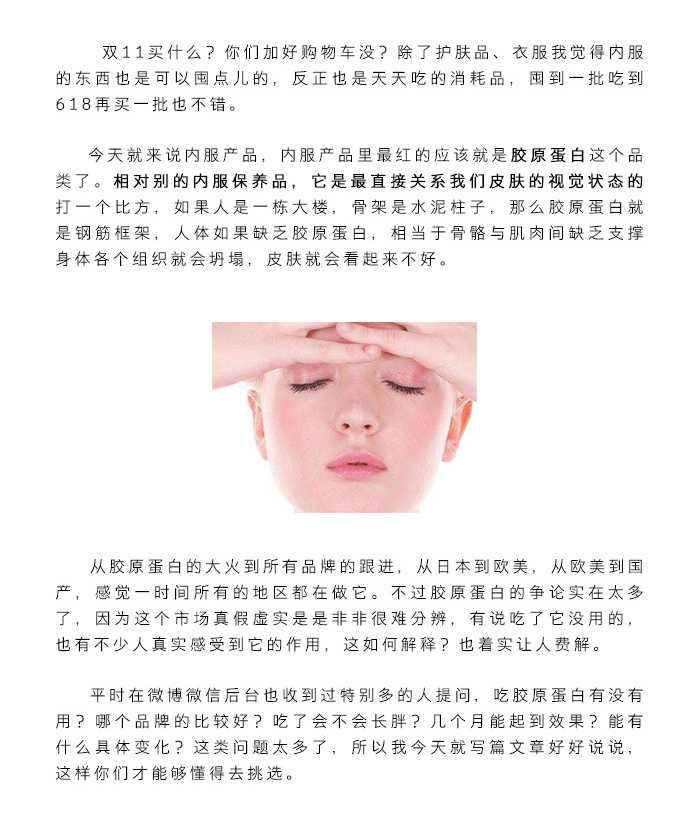 双11买什么？你们加好购物车没？除了护肤品、衣服我觉得内服
的东西也是可以囤点儿的，反正也是天天吃的消耗品，囤到一批吃到
618再买一批也不错。
今天就来说内服产品，内服产品里最红的应该就是胶原蛋白这个品
类了。相对别的内服保养品，它是最直接关系我们皮肤的视觉状态的
打一个比方，如果人是一栋大楼，骨架是水泥柱子，那么胶原蛋白就
是钢筋框架，人体如果缺乏胶原蛋白，相当于骨骼与肌肉间缺乏支撑
身体各个组织就会坍塌，皮肤就会看起来不好。
从胶原蛋白的大火到所有品牌的跟进，从日本到欧美，从欧美到国
产，感觉一时间所有的地区都在做它。不过胶原蛋白的争论实在太多
了，因为这个市场真假虚实是是非非很难分辨，有说吃了它没用的，
也有不少人真实感受到它的作用，这如何解释？也着实让人费解。
平时在微博微信后台也收到过特别多的人提问，吃胶原蛋白有没有
用？哪个品牌的比较好？吃了会不会长胖？几个月能起到效果？能有
什么具体变化？这类问题太多了，所以我今天就写篇文章好好说说，
这样你们才能够懂得去挑选。